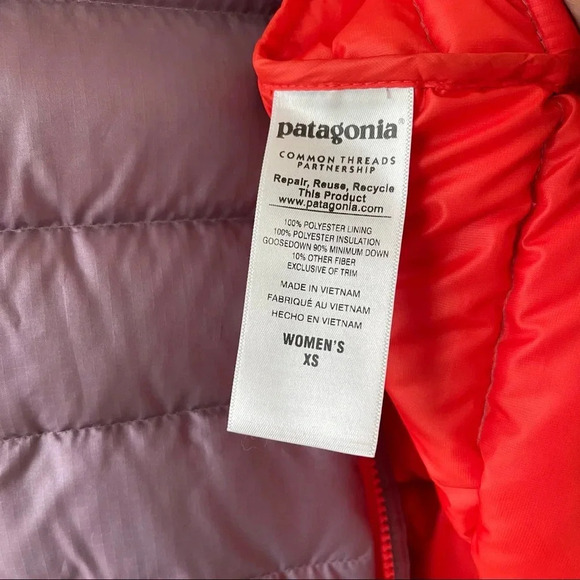 patagonia®
COMMON THREADS
PARTNERSHIP
Repair, Reuse, Recycle
This Product
www.patagonia.com
100% POLYESTER LINING
100% POLYESTER INSULATION
GOOSEDOWN 90% MINIMUM DOWN
10% OTHER FIBER
EXCLUSIVE OF TRIM
MADE IN VIETNAM
FABRIQUÉ AU VIETNAM
HECHO EN VIETNAM
WOMEN'S
XS